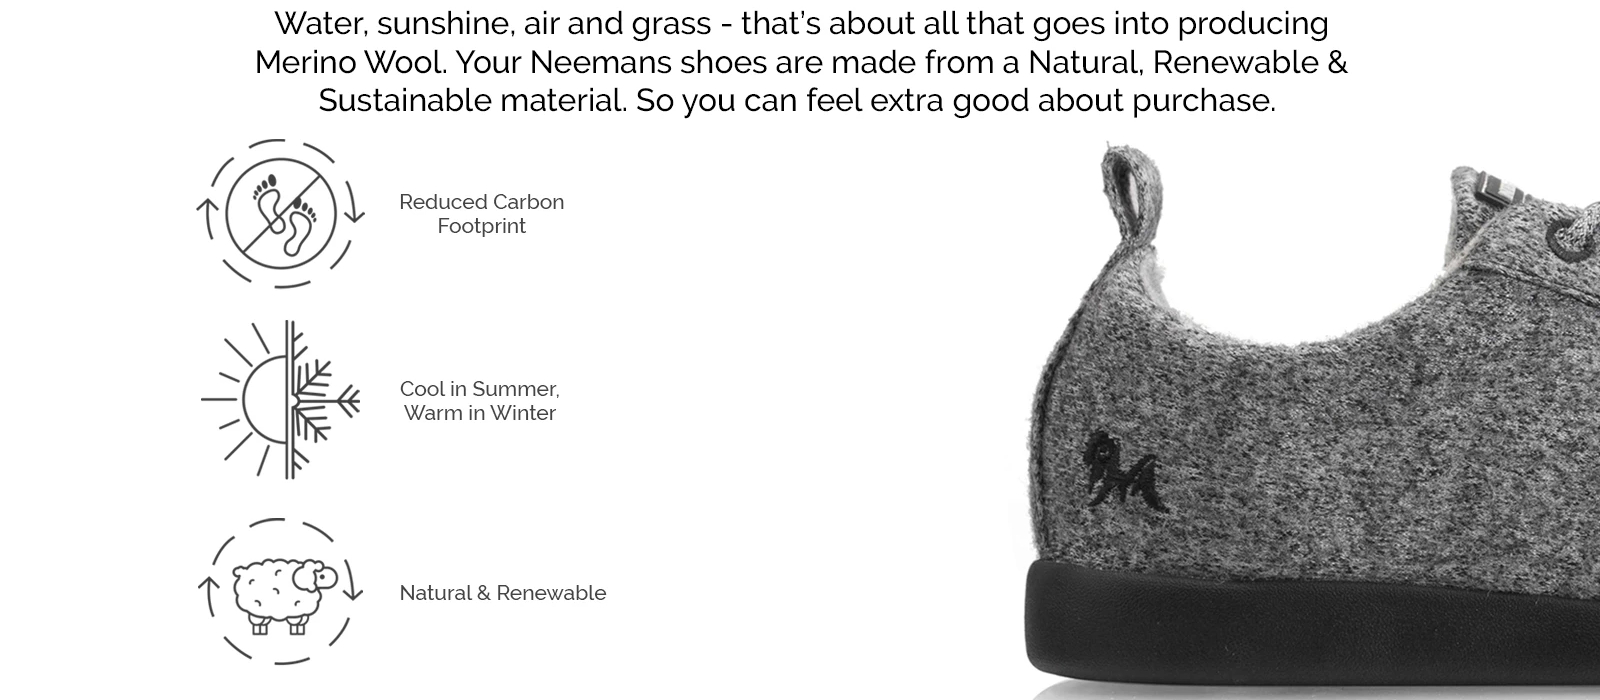 Water, sunshine, air and grass - that's about all that goes into producing
Merino Wool. Your Neemans shoes are made from a Natural, Renewable &
Sustainable material. So you can feel extra good about purchase.
Reduced Carbon
Footprint
Cool in Summer,
Warm in Winter
Natural & Renewable